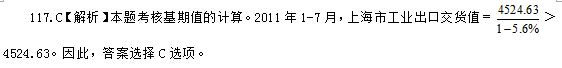 117.C【解析】本题考核基期值的计算。2011年1-7月,上海市工业出口交货值=4524.63/(1-5.6%)>
4524.63。因此,答案选择C选项。